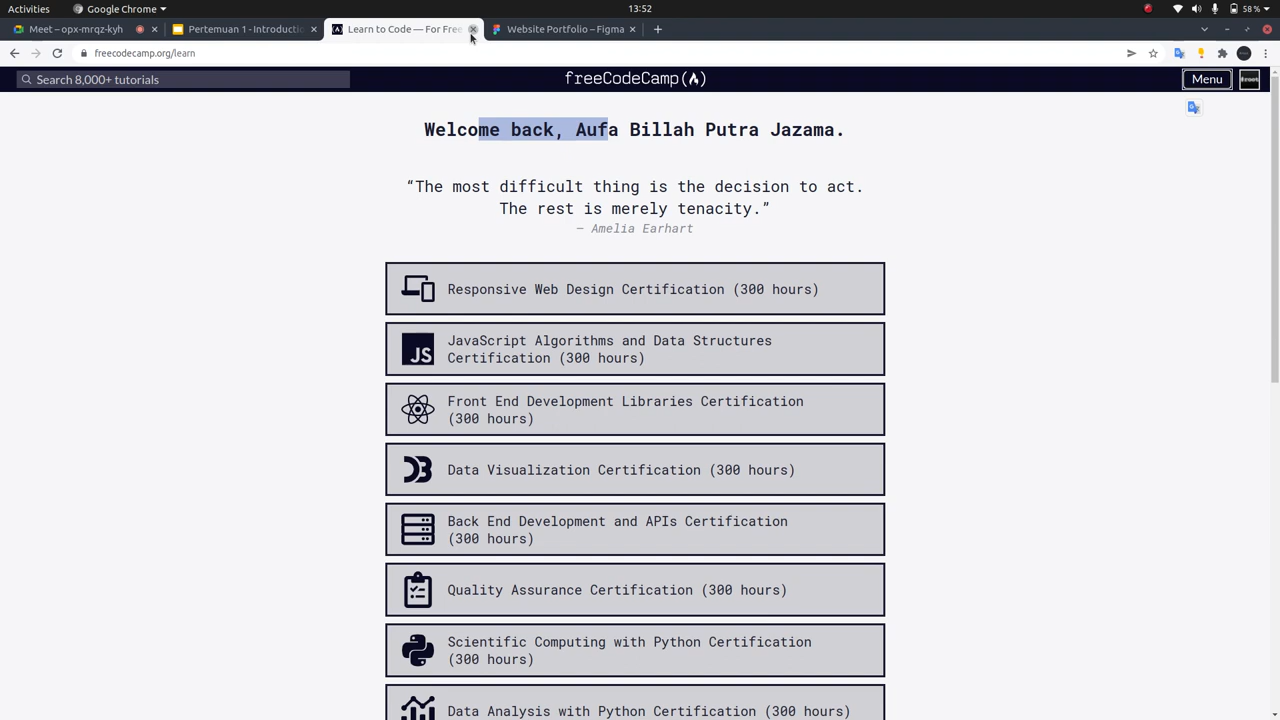 Activities
Google Chrome
13:52
58 %
Meet – opx-mrqz-kyh
Pertemuan 1 - Introductio
Learn to Code — For Free
Website Portfolio – Figma
freecodecamp.org/learn
Search 8,000+ tutorials
freeCodeCamp
Menu
Welcome back, Aufa Billah Putra Jazama.
“The most difficult thing is the decision to act.
The rest is merely tenacity.”
— Amelia Earhart
Responsive Web Design Certification (300 hours)
JS
JavaScript Algorithms and Data Structures
Certification (300 hours)
Front End Development Libraries Certification
(300 hours)
Data Visualization Certification (300 hours)
Back End Development and APIs Certification
(300 hours)
Quality Assurance Certification (300 hours)
Scientific Computing with Python Certification
(300 hours)
Data Analysis with Python Certification (300 hours)